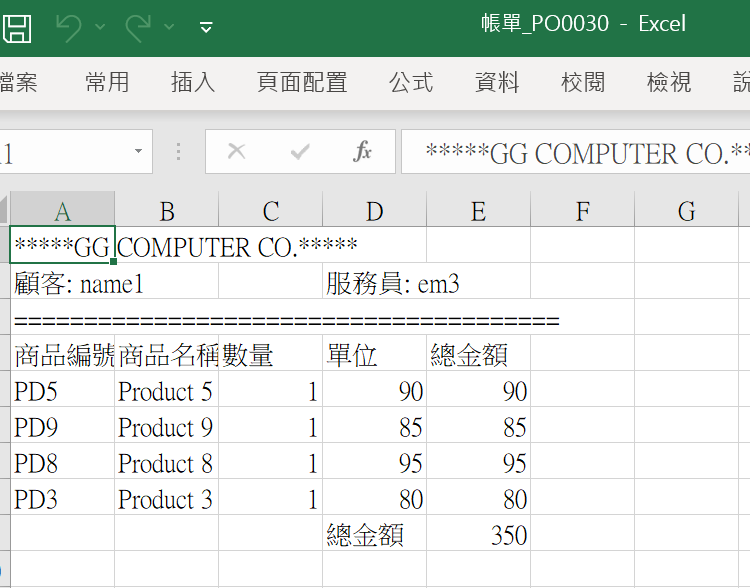 帳單_PO0030 - Excel
檔案 常用 插入 頁面配置 公式 資料 校閱 檢視
fx *****GG COMPUTER CO.**
A B C D E F G
*****GG COMPUTER CO.*****
顧客: name1 服務員: em3
=======================================
商品編號 商品名稱 數量 單位 總金額
PD5 Product 5 1 90 90
PD9 Product 9 1 85 85
PD8 Product 8 1 95 95
PD3 Product 3 1 80 80
總金額 350